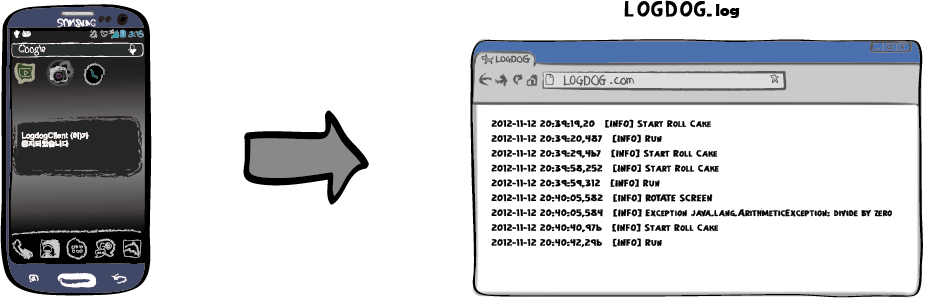 LOGDOG.log
SAMSUNG
3:15
Google
LogdogClient (이)가
중지되었습니다
LOGDOG
LOGDOG.com
2012-11-12 20:39:19,20 [INFO] START ROLL CAKE
2012-11-12 20:39:20,487 [INFO] RUN
2012-11-12 20:39:29,467 [INFO] START ROLL CAKE
2012-11-12 20:39:58,252 [INFO] START ROLL CAKE
2012-11-12 20:39:59,312 [INFO] RUN
2012-11-12 20:40:05,582 [INFO] ROTATE SCREEN
2012-11-12 20:40:05,584 [INFO] EXCEPTION JAVA.LANG.ARITHMETICEXCEPTION: DIVIDE BY ZERO
2012-11-12 20:40:40,976 [INFO] START ROLL CAKE
2012-11-12 20:40:42,296 [INFO] RUN